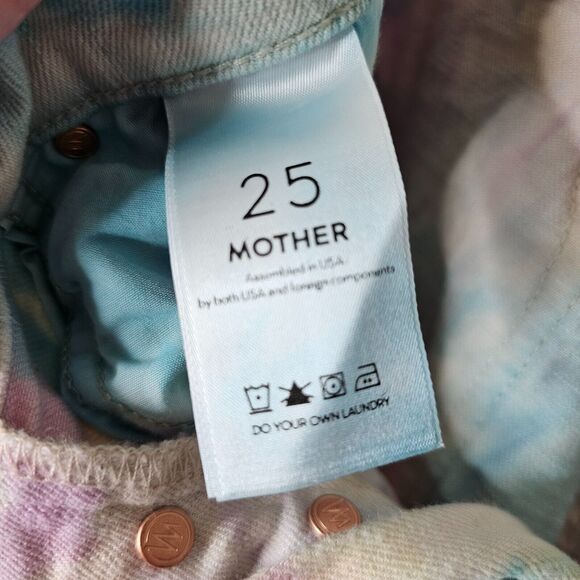 25
MOTHER
Assembled in USA
by both USA and foreign components
DO YOUR OWN LAUNDRY